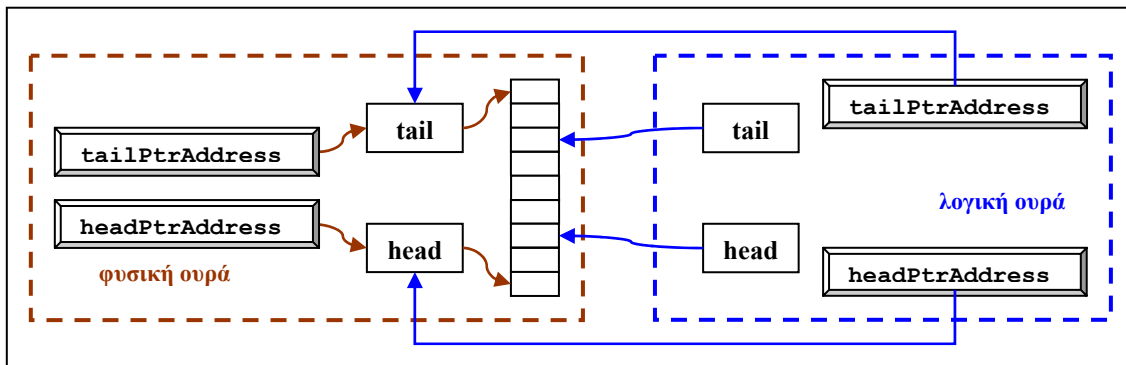 tailPtrAddress
headPtrAddress
φυσική ουρά
tail
head
tail
head
tailPtrAddress
λογική ουρά
headPtrAddress